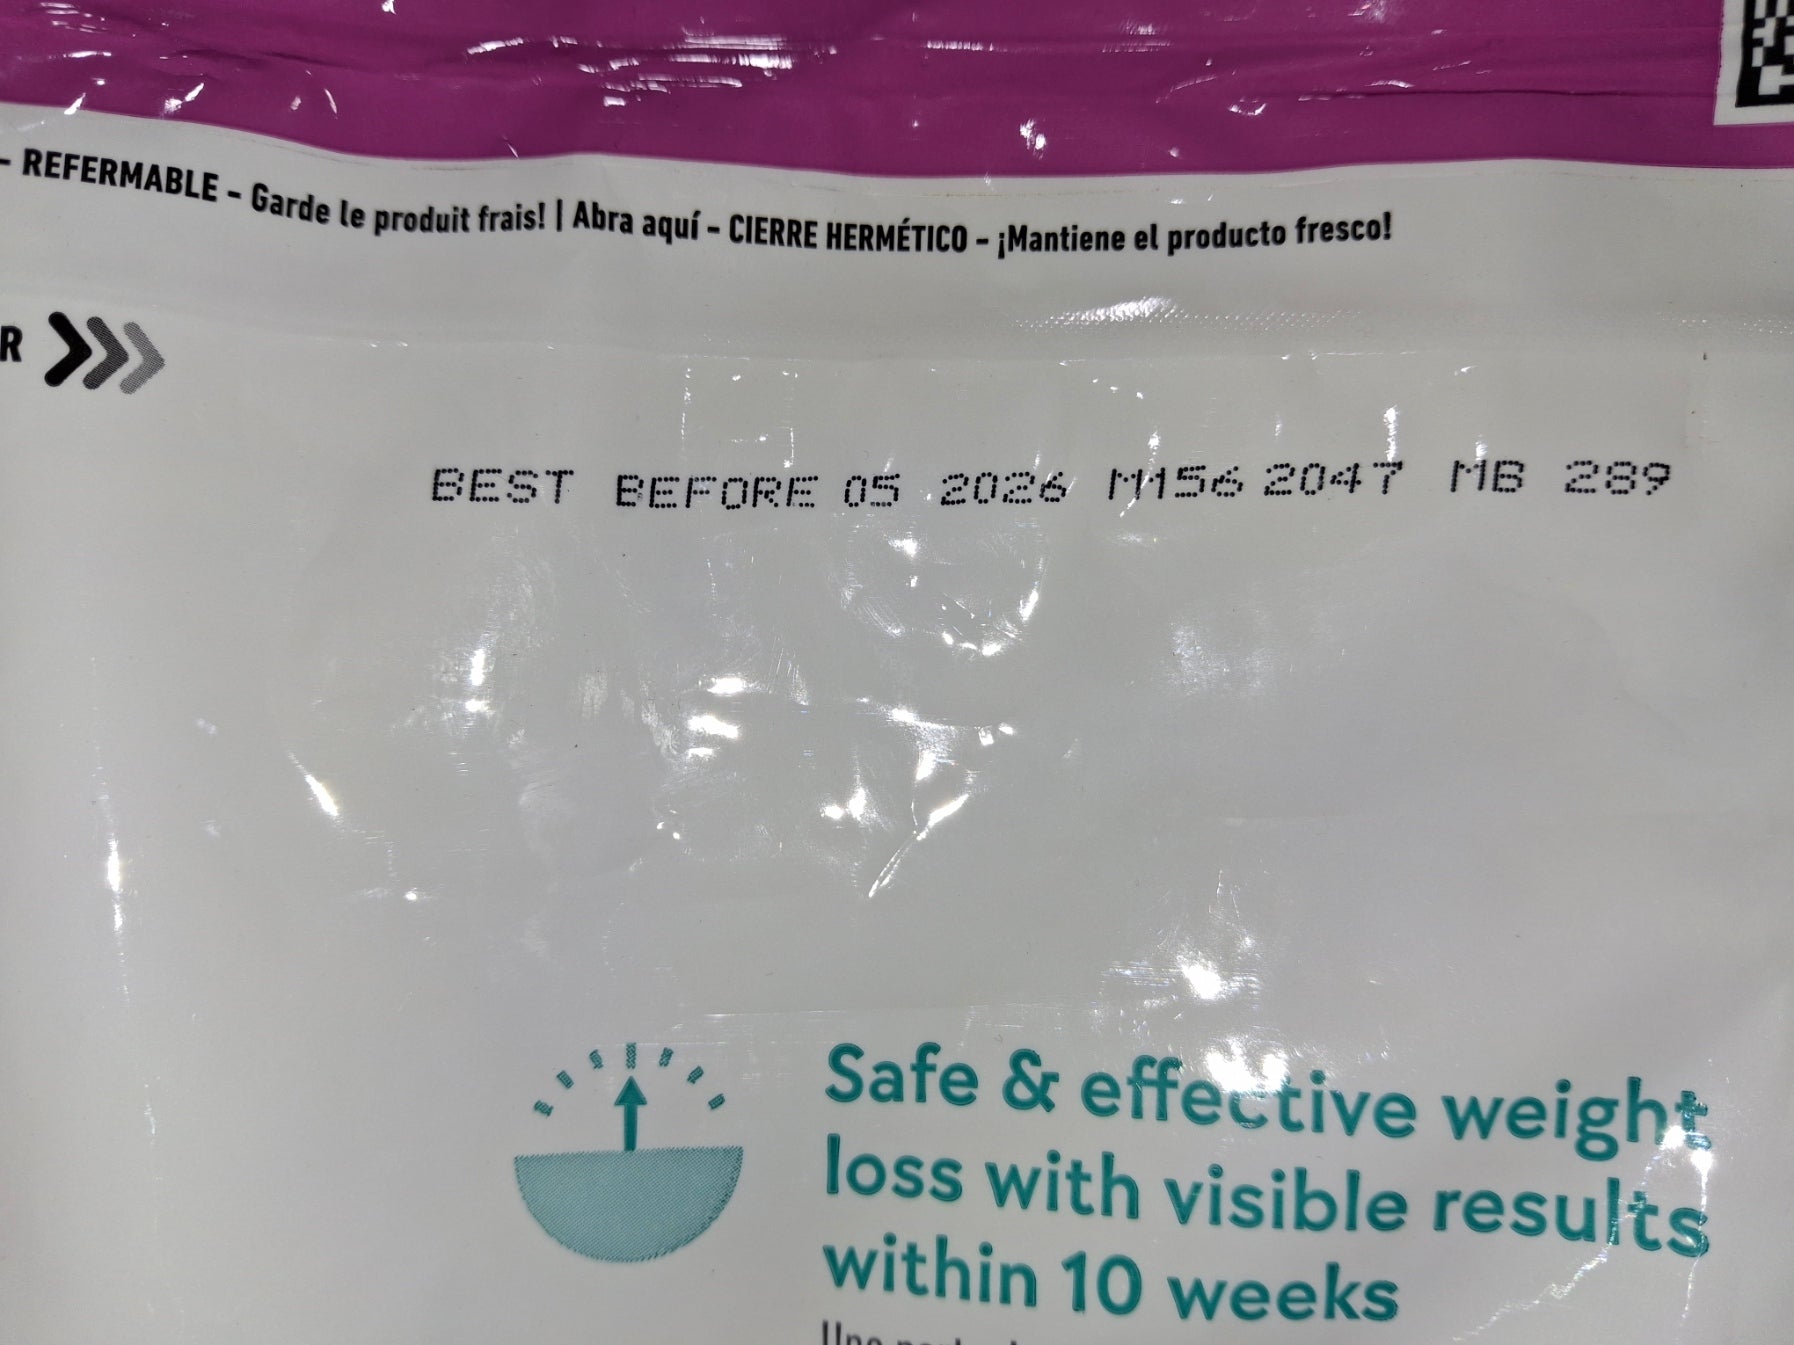 - REFERMABLE - Garde le produit frais! | Abra aquí - CIERRE HERMÉTICO - ¡Mantiene el producto fresco!
R
BEST BEFORE 05 2026 M156 2047 MB 289
Safe & effective weight
loss with visible results
within 10 weeks